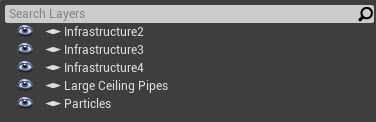 Search Layers
Infrastructure2
Infrastructure3
Infrastructure4
Large Ceiling Pipes
Particles